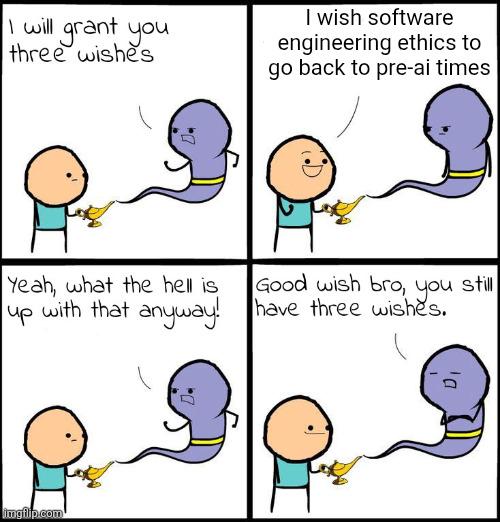 I will grant you
three wishes
I wish software
engineering ethics to
go back to pre-ai times
Yeah, what the hell is
up with that anyway!
Good wish bro, you still
have three wishes.
imgflip.com